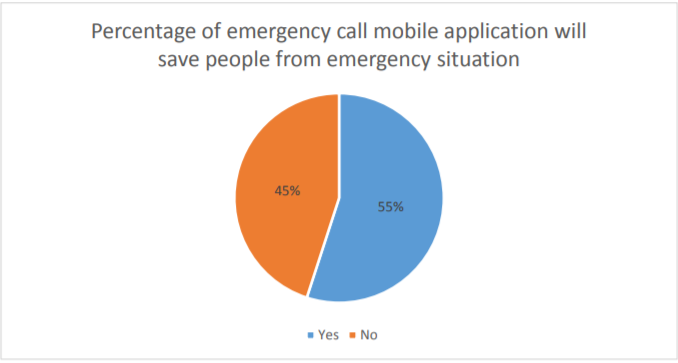 Percentage of emergency call mobile application will
save people from emergency situation
45%
55%
Yes No